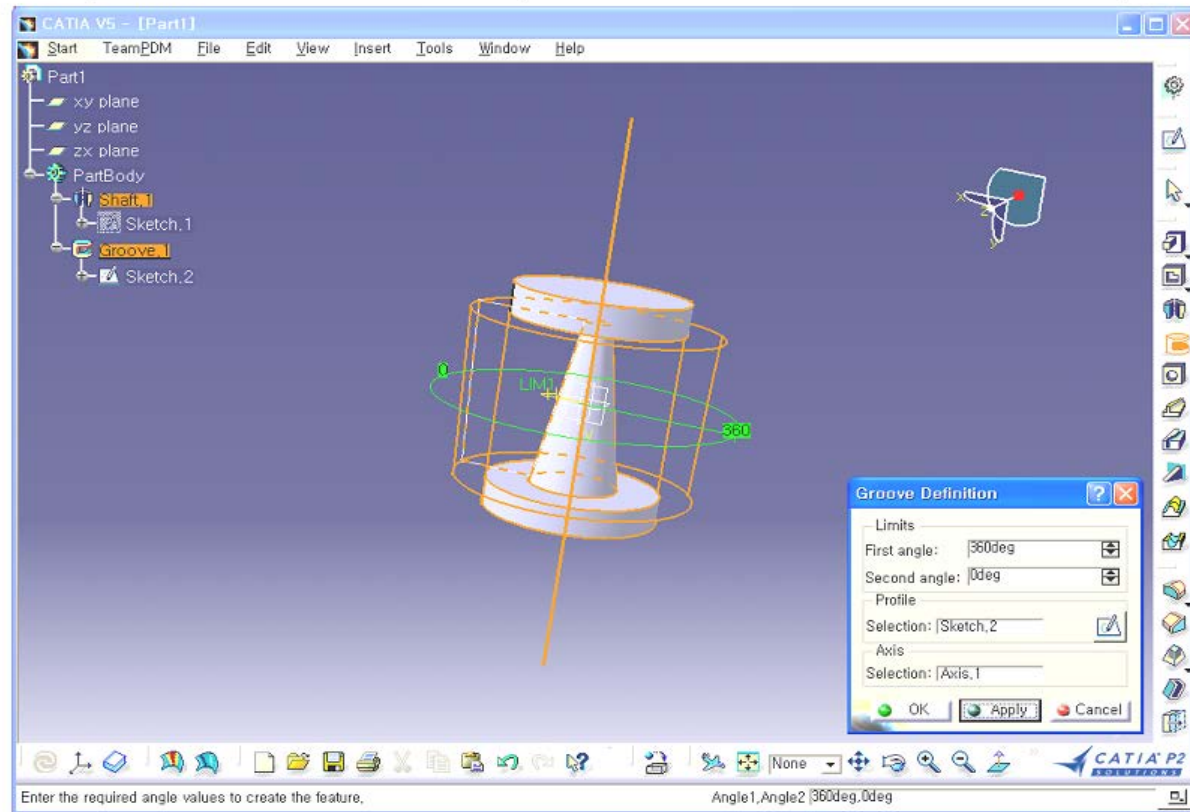 CATIA V5 - [Part1]
Start TeamPDM File Edit View Insert Tools Window Help
Part1
xy plane
yz plane
zx plane
PartBody
Shaft.1
Sketch.1
Groove.1
Sketch.2
x
z
y
0
LIM1
360
Groove Definition
Limits
First angle: 360deg
Second angle: 0deg
Profile
Selection: Sketch.2
Axis
Selection: Axis.1
OK Apply Cancel
None
CATIA P2
SOLUTIONS
Enter the required angle values to create the feature.
Angle1,Angle2 360deg,0deg